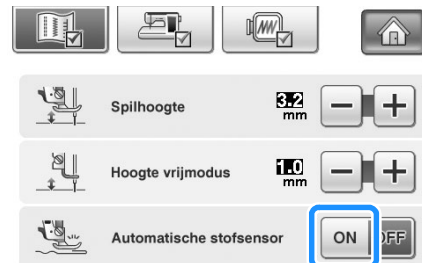 Spilhoogte 3.2 mm
Hoogte vrijmodus 1.0 mm
Automatische stofsensor ON OFF